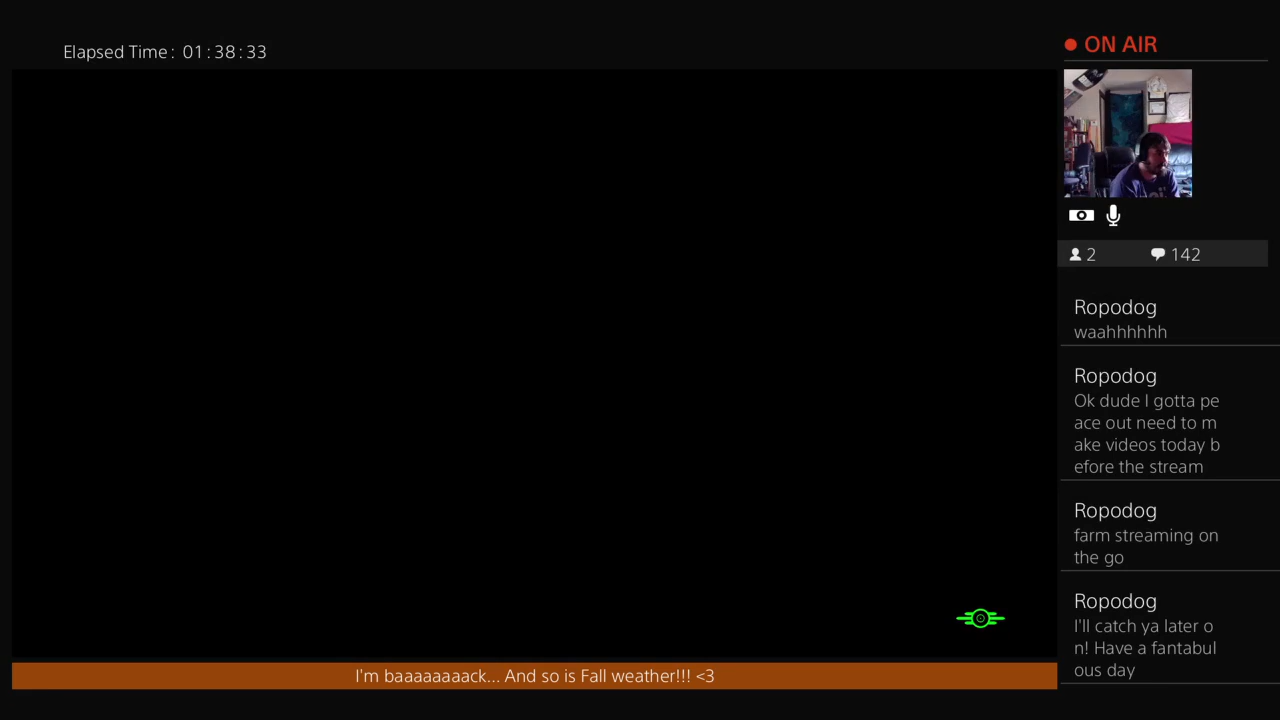 Elapsed Time: 01:38:33
ON AIR
2
142
Ropodog
waahhhhhh
Ropodog
Ok dude I gotta pe
ace out need to m
ake videos today b
efore the stream
Ropodog
farm streaming on
the go
Ropodog
I'll catch ya later o
n! Have a fantabul
ous day
I'm baaaaaaack... And so is Fall weather!!! <3